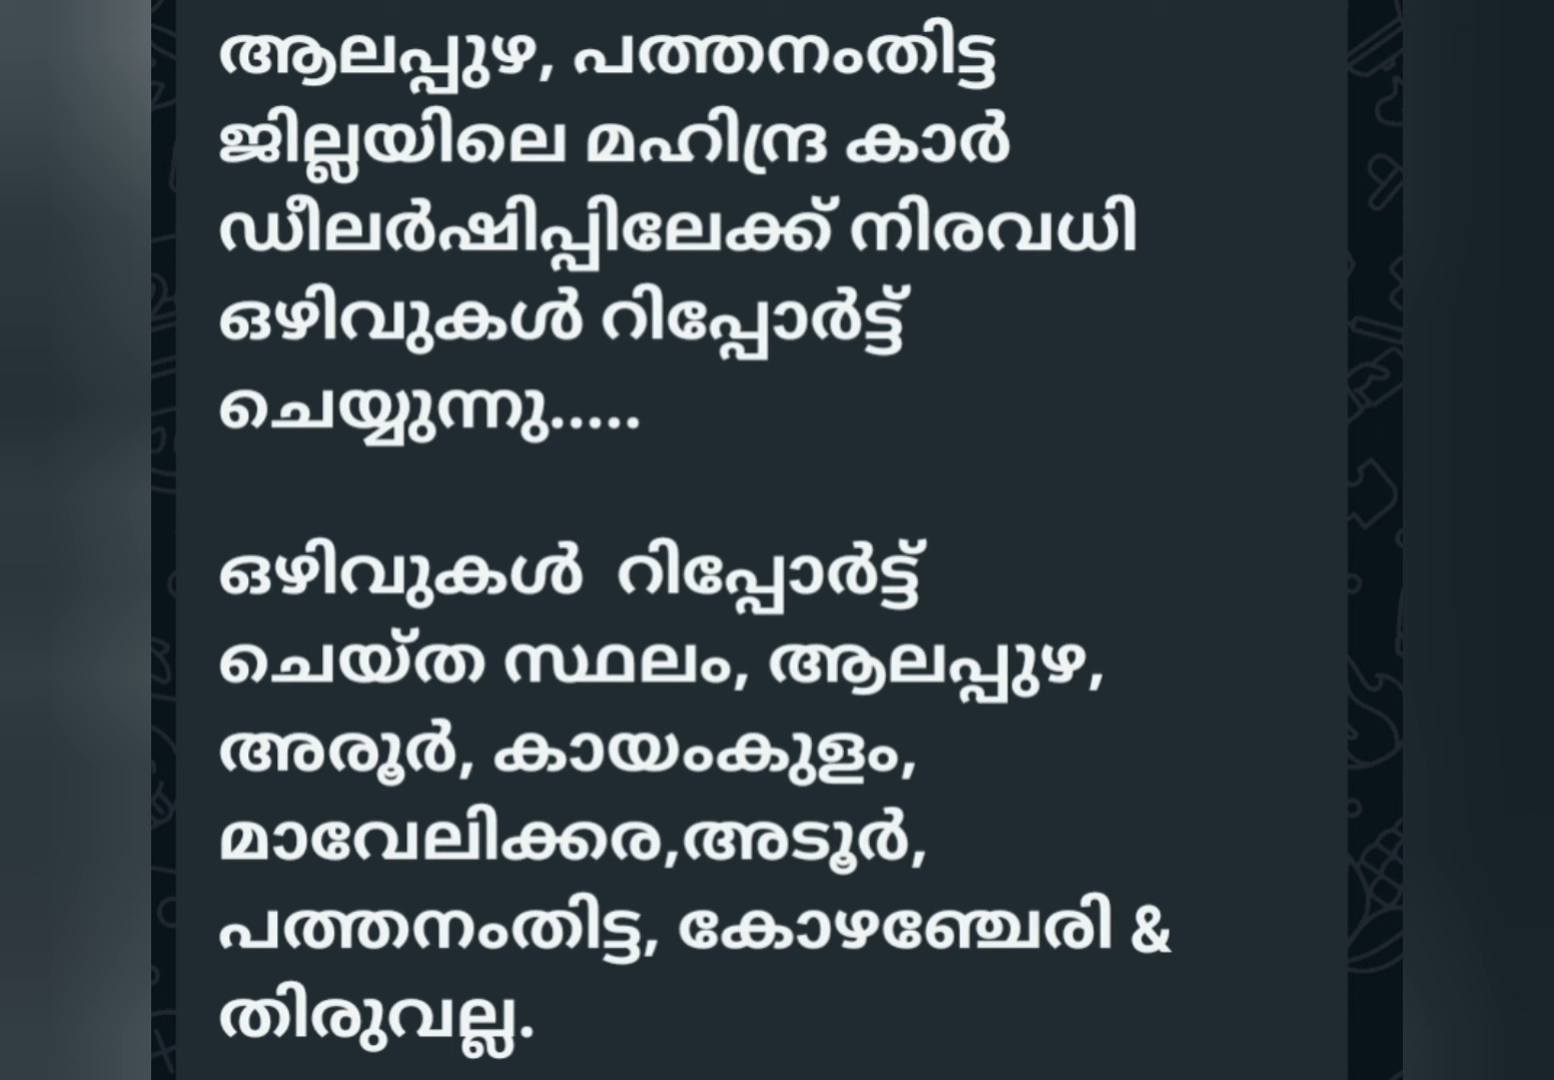 ആലപ്പുഴ, പത്തനംതിട്ട
ജില്ലയിലെ മഹിന്ദ്ര കാർ
ഡീലർഷിപ്പിലേക്ക് നിരവധി
ഒഴിവുകൾ റിപ്പോർട്ട്
ചെയ്യുന്നു.....
ഒഴിവുകൾ റിപ്പോർട്ട്
ചെയ്ത സ്ഥലം, ആലപ്പുഴ,
അരൂർ, കായംകുളം,
മാവേലിക്കര,അടൂർ,
പത്തനംതിട്ട, കോഴഞ്ചേരി &
തിരുവല്ല.